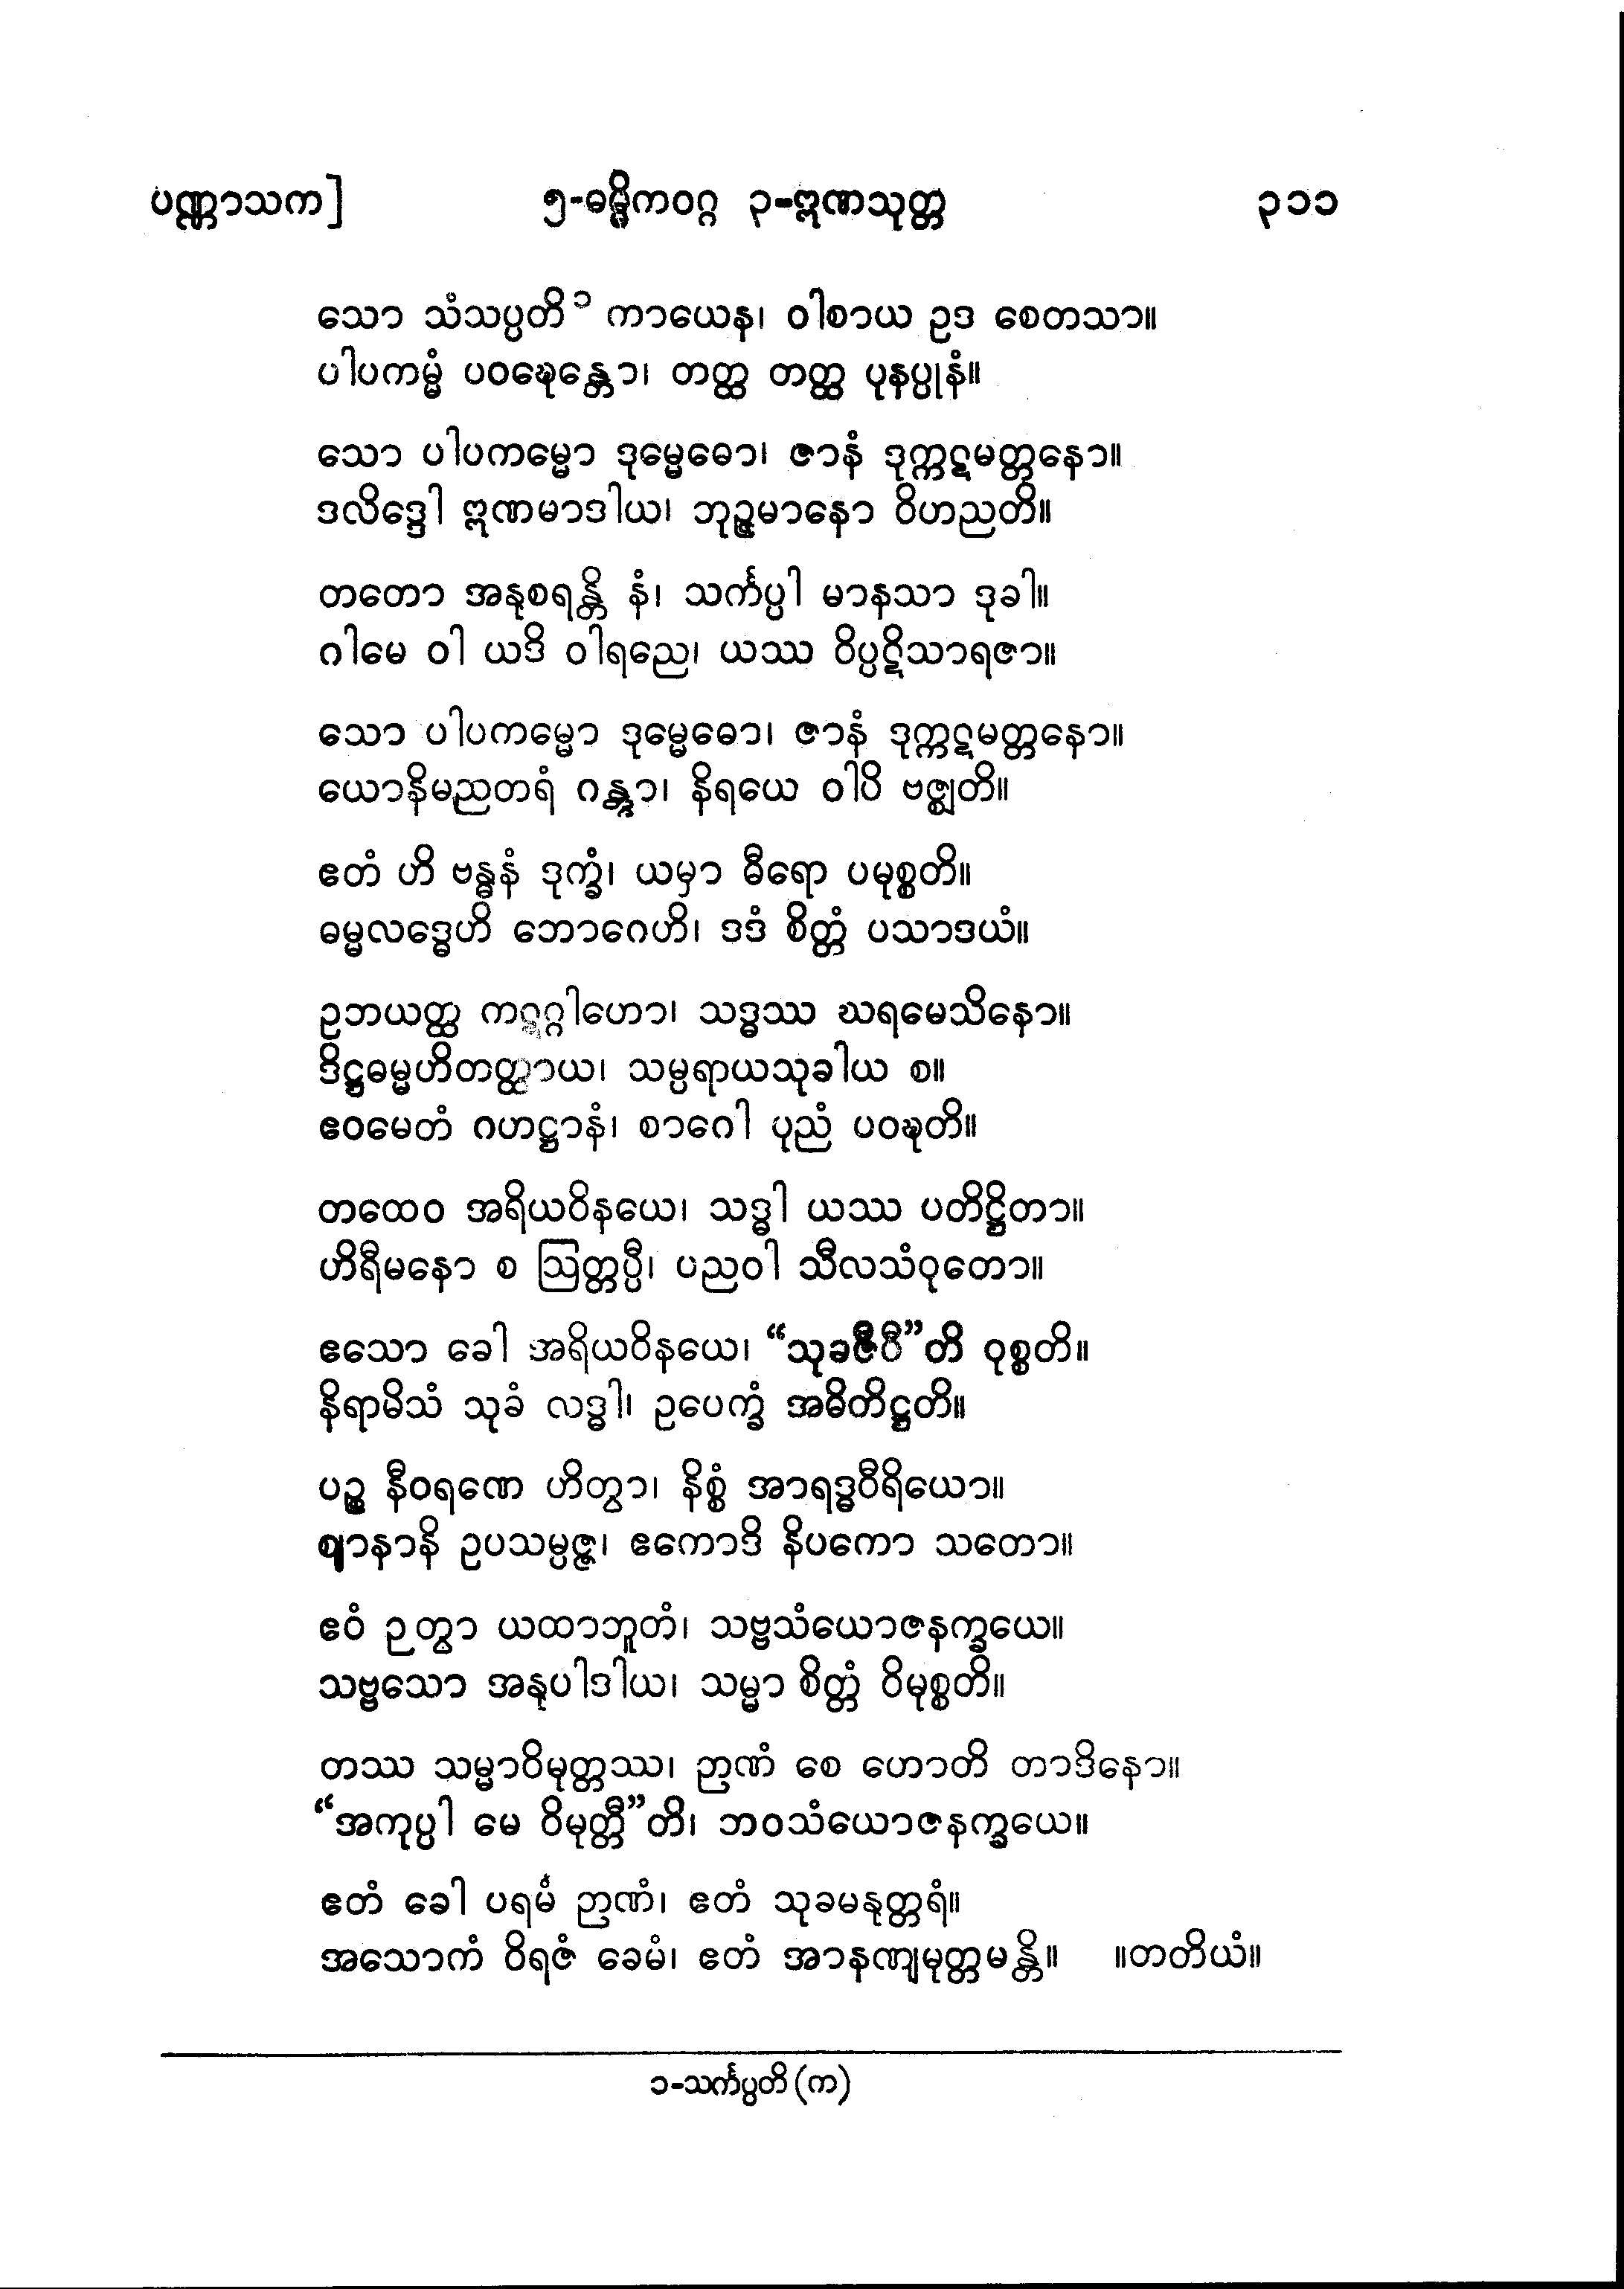 ပဏ္ဏာသက] ၅-ဓမ္မိကဝဂ္ဂ ၃-ဣဏသုတ္တ ၃၁၁
သော သံသပ္ပတိ ၁ ကာယေန၊ ဝါစာယ ဥဒ စေတသာ။
ပါပကမ္မံ ပဝဍ္ဎေန္တော၊ တတ္ထ တတ္ထ ပုနပ္ပုနံ။
သော ပါပကမ္မော ဒုမ္မေဓော၊ ဇာနံ ဒုက္ကဋမတ္တနော။
ဒလိဒ္ဒေါ ဣဏမာဒါယ၊ ဘုဉ္ဇမာနော ဝိဟညတိ။
တတော အနုစရန္တိ နံ၊ သင်္ကပ္ပါ မာနသာ ဒုခါ။
ဂါမေ ဝါ ယဒိ ဝါရညေ၊ ယဿ ဝိပ္ပဋိသာရဇာ။
သော ပါပကမ္မော ဒုမ္မေဓော၊ ဇာနံ ဒုက္ကဋမတ္တနော။
ယောနိမညတရံ ဂန္တွာ၊ နိရယေ ဝါပိ ဗဇ္ဈတိ။
ဧတံ ဟိ ဗန္ဓနံ ဒုက္ခံ၊ ယမှာ ဓီရော ပမုစ္စတိ။
ဓမ္မလဒ္ဓေဟိ ဘောဂေဟိ၊ ဒဒံ စိတ္တံ ပသာဒယံ။
ဥဘယတ္ထ ကဋဂ္ဂါဟော၊ သဒ္ဓဿ ဃရမေသိနော။
ဒိဋ္ဌဓမ္မဟိတတ္ထာယ၊ သမ္ပရာယသုခါယ စ။
ဧဝမေတံ ဂဟဋ္ဌာနံ၊ စာဂေါ ပုညံ ပဝဍ္ဎတိ။
တထေဝ အရိယဝိနယေ၊ သဒ္ဓါ ယဿ ပတိဋ္ဌိတာ။
ဟိရီမနော စ ဩတ္တပ္ပီ၊ ပညဝါ သီလသံဝုတော။
ဧသော ခေါ အရိယဝိနယေ၊ “သုခဇီဝီ”တိ ဝုစ္စတိ။
နိရာမိသံ သုခံ လဒ္ဓါ၊ ဥပေက္ခံ အဓိတိဋ္ဌတိ။
ပဉ္စ နီဝရဏေ ဟိတွာ၊ နိစ္စံ အာရဒ္ဓဝီရိယော။
ဈာနာနိ ဥပသမ္ပဇ္ဇ၊ ဧကောဒိ နိပကော သတော။
ဧဝံ ဉတွာ ယထာဘူတံ၊ သဗ္ဗသံယောဇနက္ခယေ။
သဗ္ဗသော အနုပါဒါယ၊ သမ္မာ စိတ္တံ ဝိမုစ္စတိ။
တဿ သမ္မာဝိမုတ္တဿ၊ ဉာဏံ စေ ဟောတိ တာဒိနော။
“အကုပ္ပါ မေ ဝိမုတ္တီ”တိ၊ ဘဝသံယောဇနက္ခယေ။
ဧတံ ခေါ ပရမံ ဉာဏံ၊ ဧတံ သုခမနုတ္တရံ။
အသောကံ ဝိရဇံ ခေမံ၊ ဧတံ အာနဏျမုတ္တမန္တိ။ ။တတိယံ။
၁-သင်္ကပ္ပတိ (က)